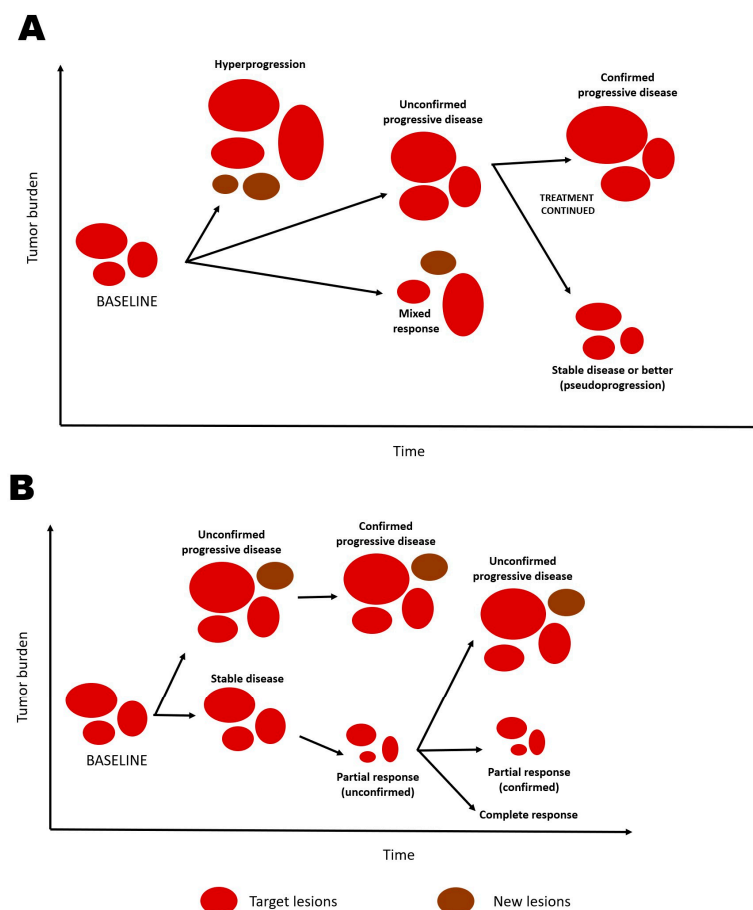 A
Hyperprogression
Unconfirmed
progressive disease
Confirmed
progressive disease
TREATMENT
CONTINUED
Tumor burden
BASELINE
Mixed
response
Stable disease or better
(pseudoprogression)
Time
B
Unconfirmed
progressive disease
Confirmed
progressive disease
Unconfirmed
progressive disease
Tumor burden
Stable disease
BASELINE
Partial response
(unconfirmed)
Partial response
(confirmed)
Complete response
Time
Target lesions
New lesions